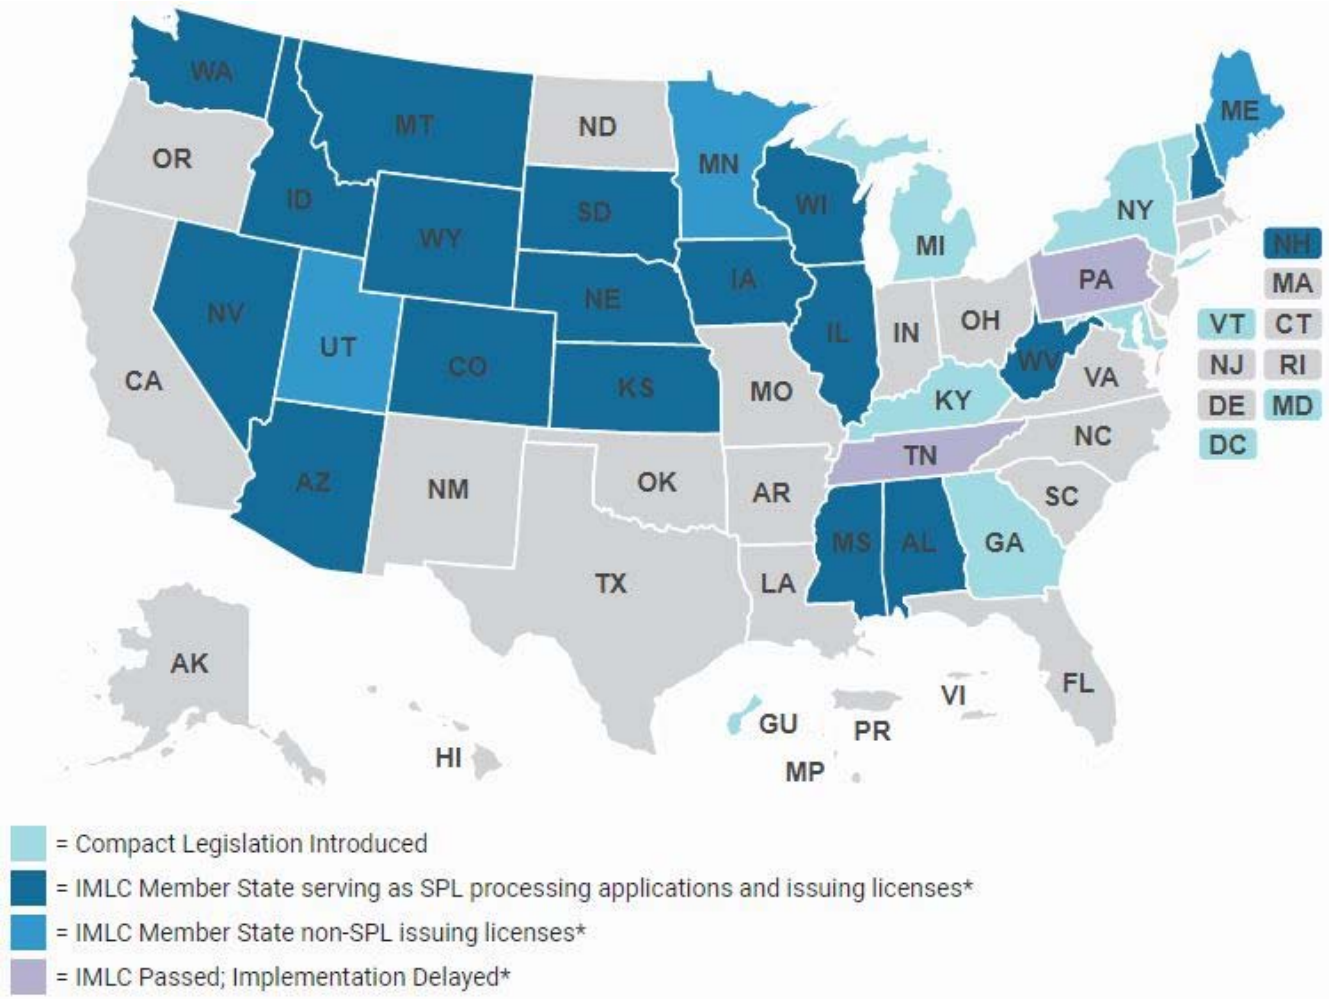 WA
MT
ND
MN
ME
OR
ID
SD
WI
WY
NY
MI
NH
NV
NE
IA
PA
MA
UT
CO
IL
IN
OH
VT
CT
CA
KS
MO
WV
VA
NJ
RI
KY
DE
MD
AZ
NM
OK
AR
TN
NC
DC
SC
MS
AL
GA
TX
LA
AK
FL
HI
GU
PR
VI
MP
= Compact Legislation Introduced
= IMLC Member State serving as SPL processing applications and issuing licenses*
= IMLC Member State non-SPL issuing licenses*
= IMLC Passed; Implementation Delayed*